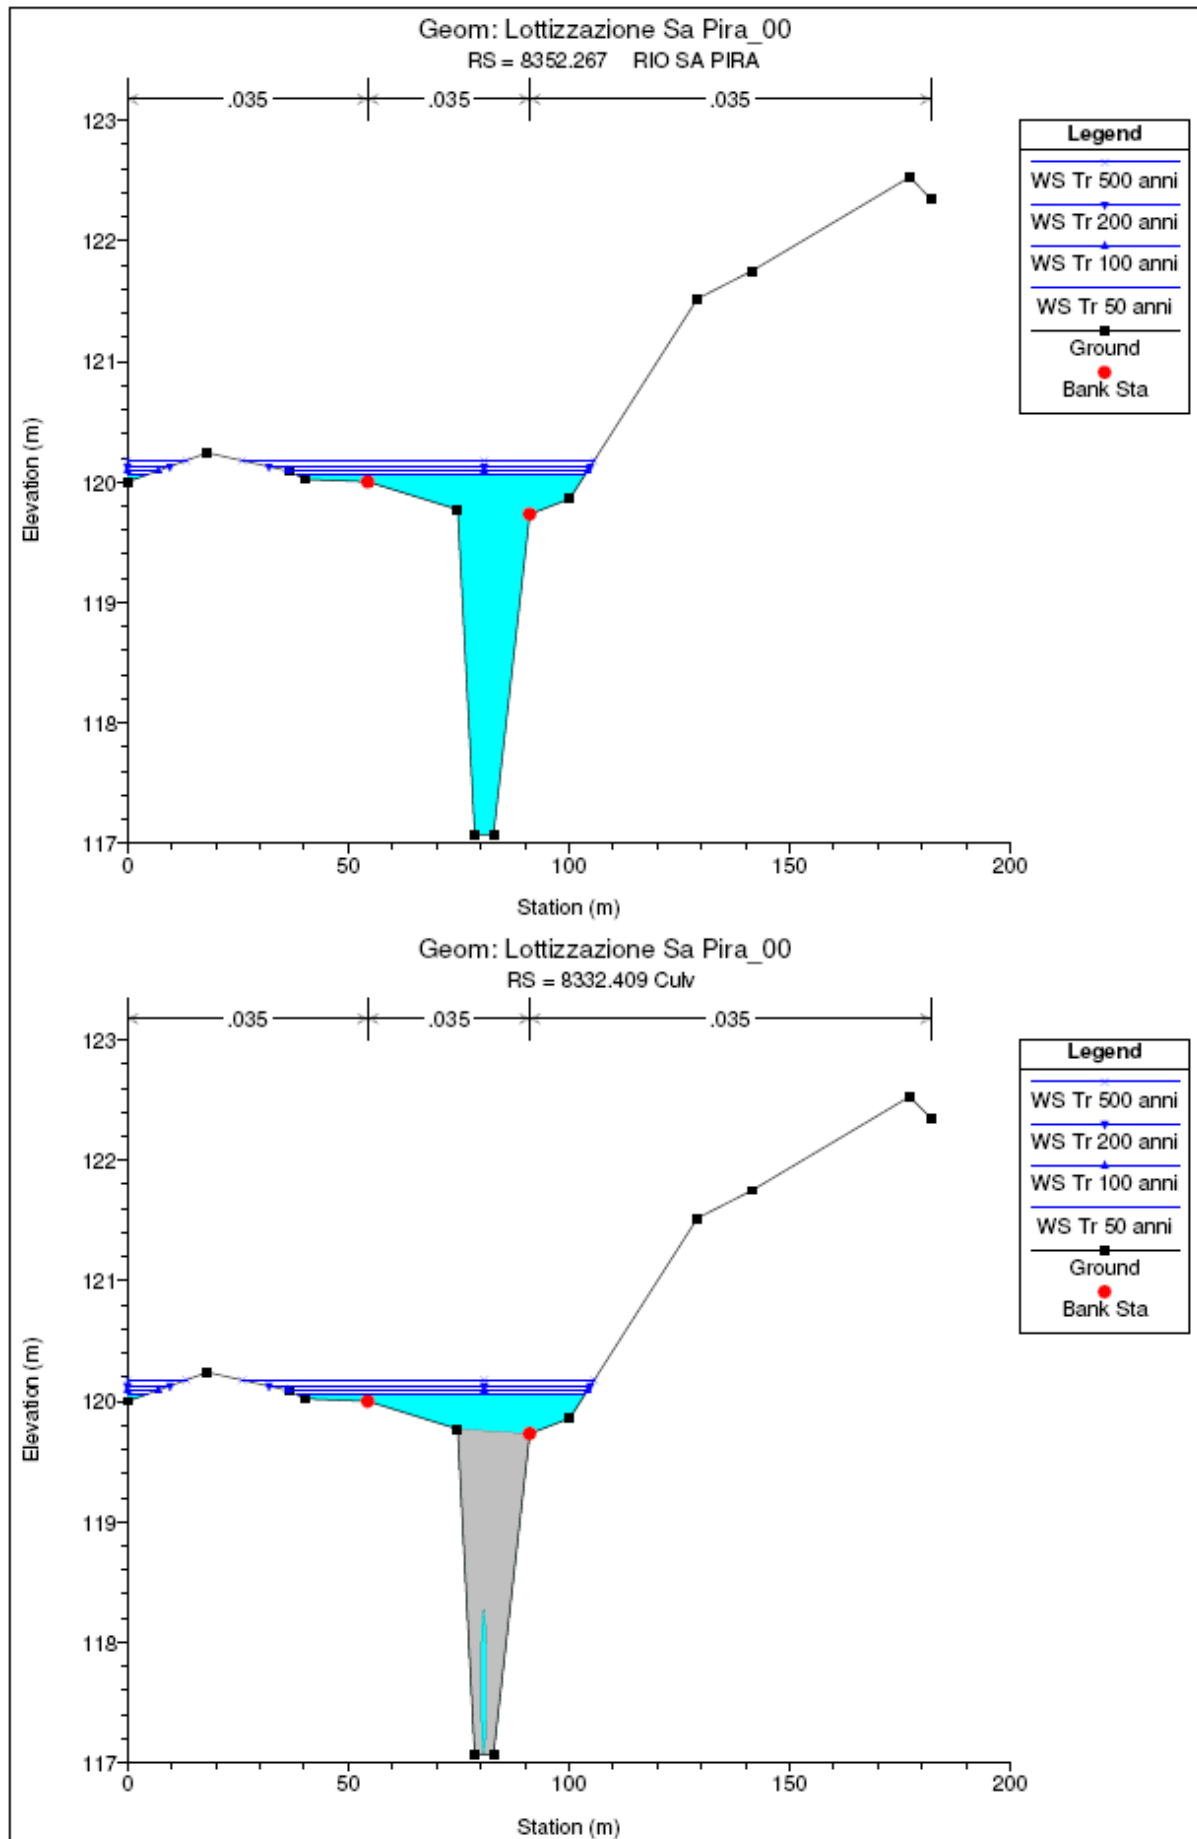 Geom: Lottizzazione Sa Pira_00
RS = 8352.267 RIO SA PIRA
.035 .035 .035
Legend
WS Tr 500 anni
WS Tr 200 anni
WS Tr 100 anni
WS Tr 50 anni
Ground
Bank Sta
123
122
121
120
119
118
117
Elevation (m)
0 50 100 150 200
Station (m)
Geom: Lottizzazione Sa Pira_00
RS = 8332.409 Culv
.035 .035 .035
Legend
WS Tr 500 anni
WS Tr 200 anni
WS Tr 100 anni
WS Tr 50 anni
Ground
Bank Sta
123
122
121
120
119
118
117
Elevation (m)
0 50 100 150 200
Station (m)